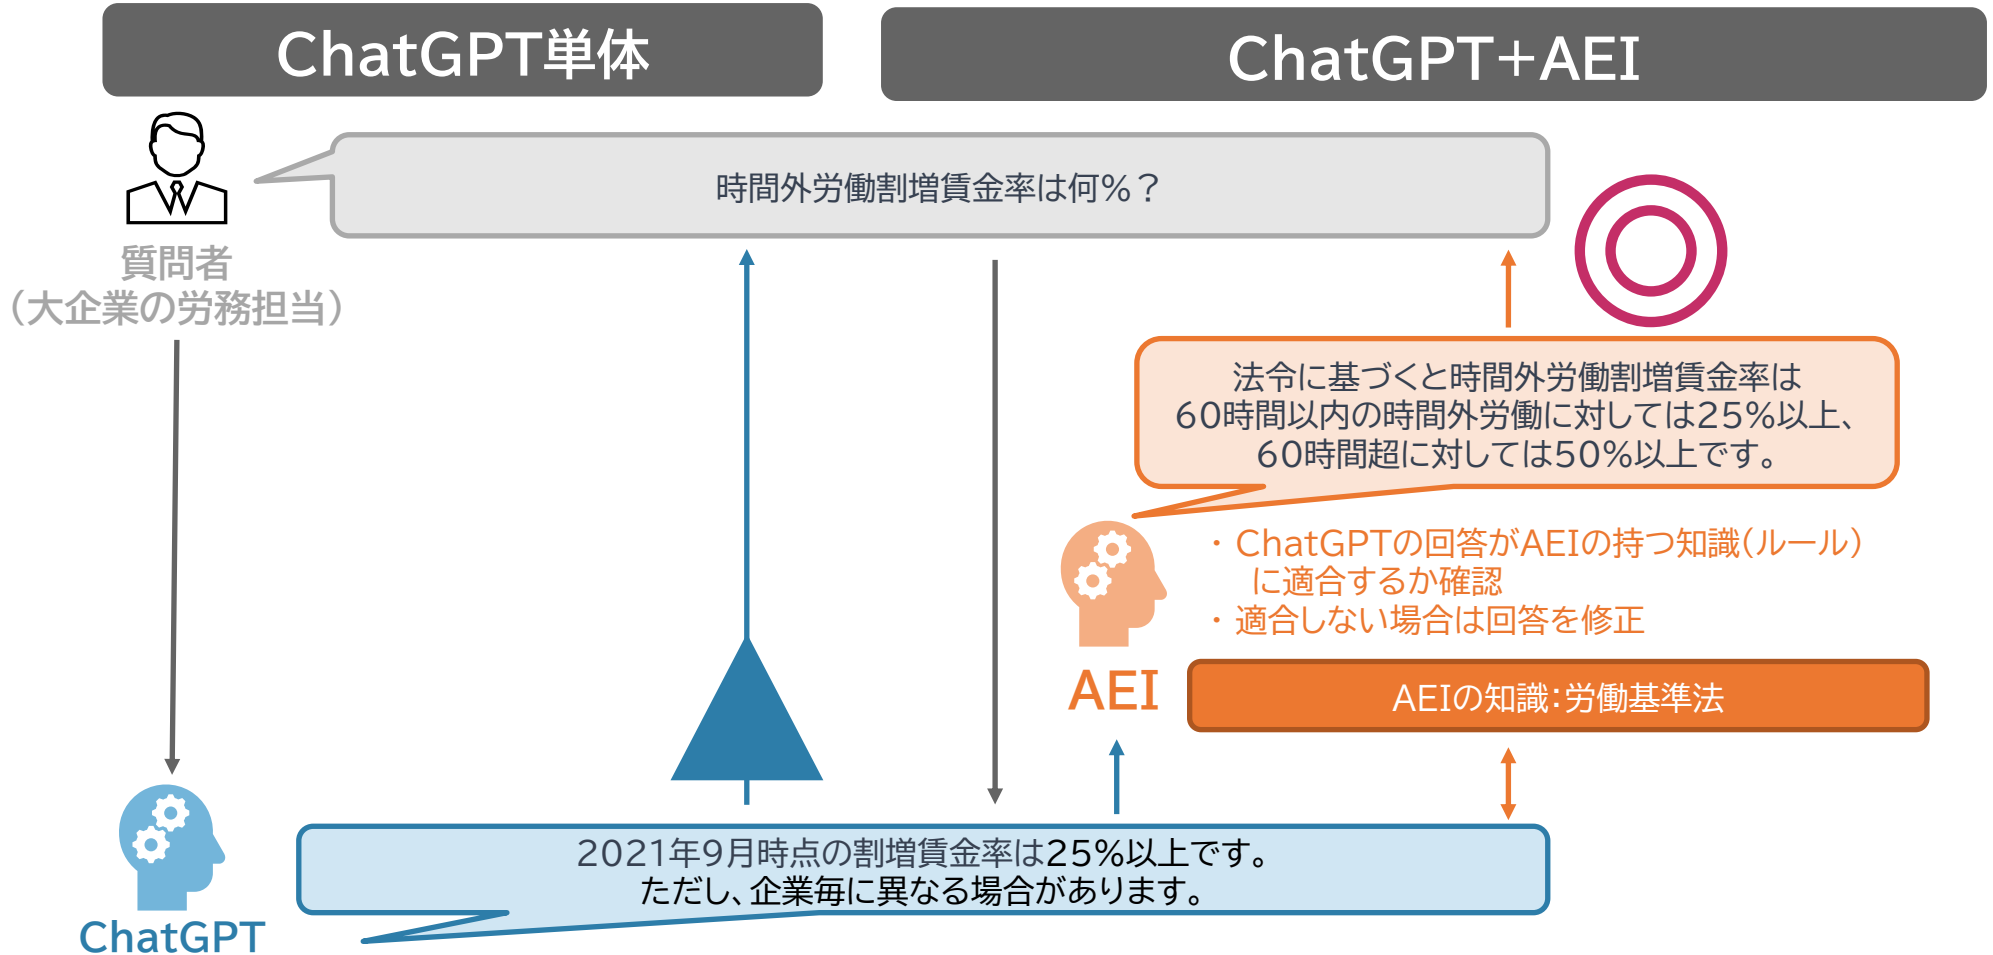 ChatGPT単体
ChatGPT+AEI
時間外労働割増賃金率は何%?
質問者
(大企業の労務担当)
法令に基づくと時間外労働割増賃金率は
60時間以内の時間外労働に対しては25%以上、
60時間超に対しては50%以上です。
・ChatGPTの回答がAEIの持つ知識(ルール)
に適合するか確認
・適合しない場合は回答を修正
AEI
AEIの知識:労働基準法
2021年9月時点の割増賃金率は25%以上です。
ただし、企業毎に異なる場合があります。
ChatGPT